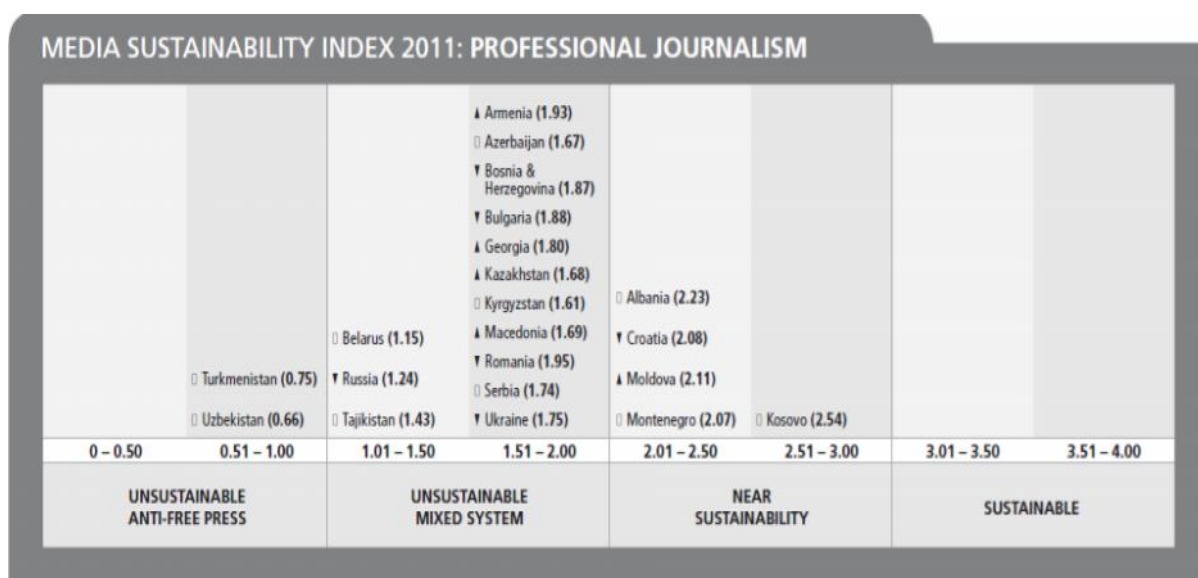 MEDIA SUSTAINABILITY INDEX 2011: PROFESSIONAL JOURNALISM
▲ Armenia (1.93)
▯ Azerbaijan (1.67)
▼ Bosnia &
Herzegovina (1.87)
▼ Bulgaria (1.88)
▲ Georgia (1.80)
▲ Kazakhstan (1.68)
▯ Kyrgyzstan (1.61)
▲ Macedonia (1.69)
▼ Romania (1.95)
▯ Serbia (1.74)
▼ Ukraine (1.75)
▯ Turkmenistan (0.75)
▯ Uzbekistan (0.66)
▯ Belarus (1.15)
▼ Russia (1.24)
▯ Tajikistan (1.43)
▯ Albania (2.23)
▼ Croatia (2.08)
▲ Moldova (2.11)
▯ Montenegro (2.07)
▯ Kosovo (2.54)
0 – 0.50
0.51 – 1.00
1.01 – 1.50
1.51 – 2.00
2.01 – 2.50
2.51 – 3.00
3.01 – 3.50
3.51 – 4.00
UNSUSTAINABLE
ANTI-FREE PRESS
UNSUSTAINABLE
MIXED SYSTEM
NEAR
SUSTAINABILITY
SUSTAINABLE